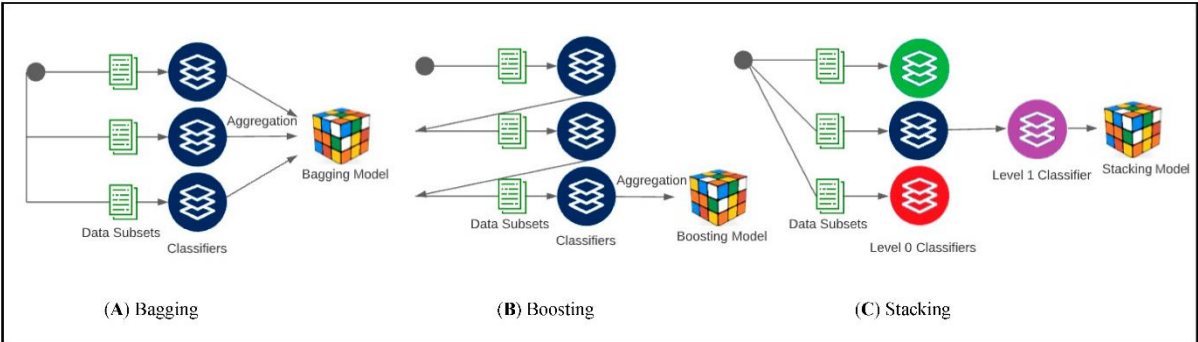 Aggregation
Bagging Model
Data Subsets
Classifiers
(A) Bagging
Aggregation
Data Subsets
Classifiers
Boosting Model
(B) Boosting
Level 1 Classifier
Stacking Model
Data Subsets
Level 0 Classifiers
(C) Stacking